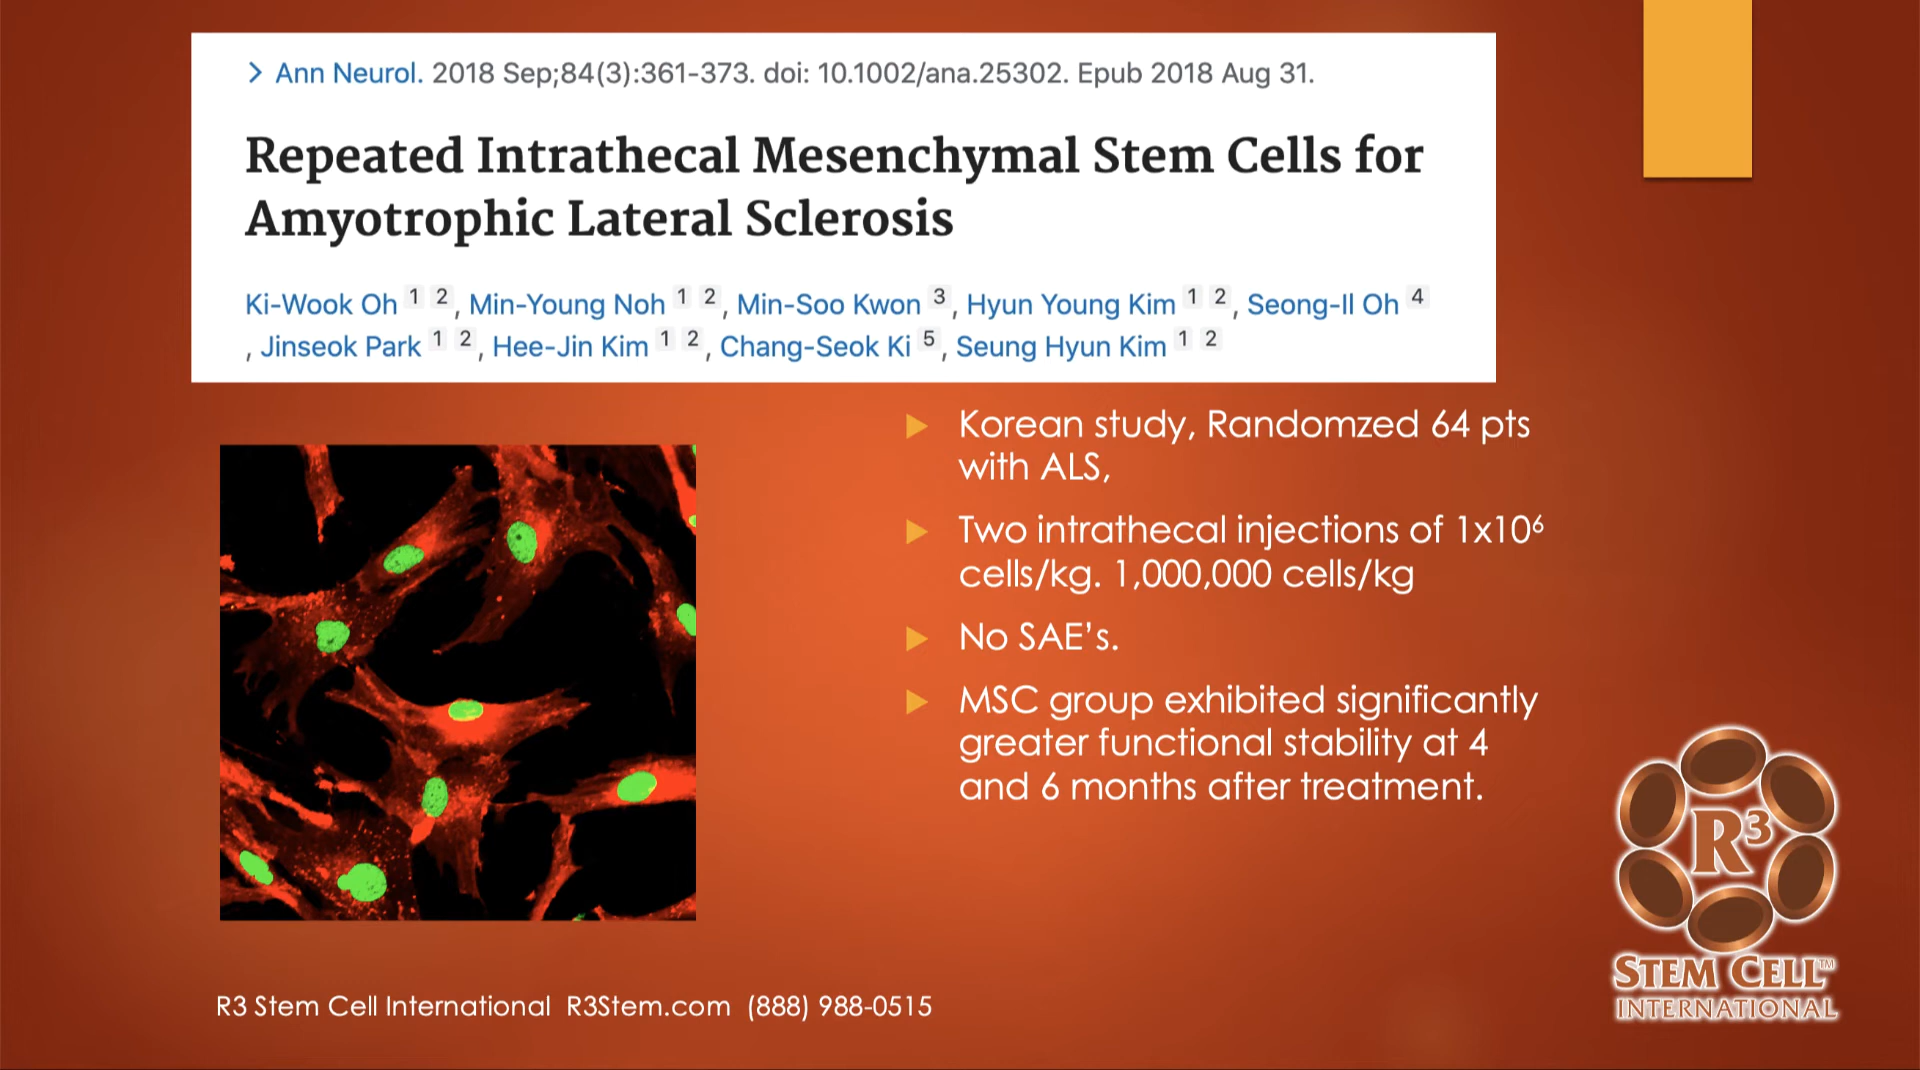 > Ann Neurol. 2018 Sep;84(3):361-373. doi: 10.1002/ana.25302. Epub 2018 Aug 31.
Repeated Intrathecal Mesenchymal Stem Cells for
Amyotrophic Lateral Sclerosis
Ki-Wook Oh 1 2, Min-Young Noh 1 2, Min-Soo Kwon 3, Hyun Young Kim 1 2, Seong-Il Oh 4
, Jinseok Park 1 2, Hee-Jin Kim 1 2, Chang-Seok Ki 5, Seung Hyun Kim 1 2
Korean study, Randomzed 64 pts
with ALS,
Two intrathecal injections of 1x10⁶
cells/kg. 1,000,000 cells/kg
No SAE's.
MSC group exhibited significantly
greater functional stability at 4
and 6 months after treatment.
R³
STEM CELL™
INTERNATIONAL
R3 Stem Cell International R3Stem.com (888) 988-0515